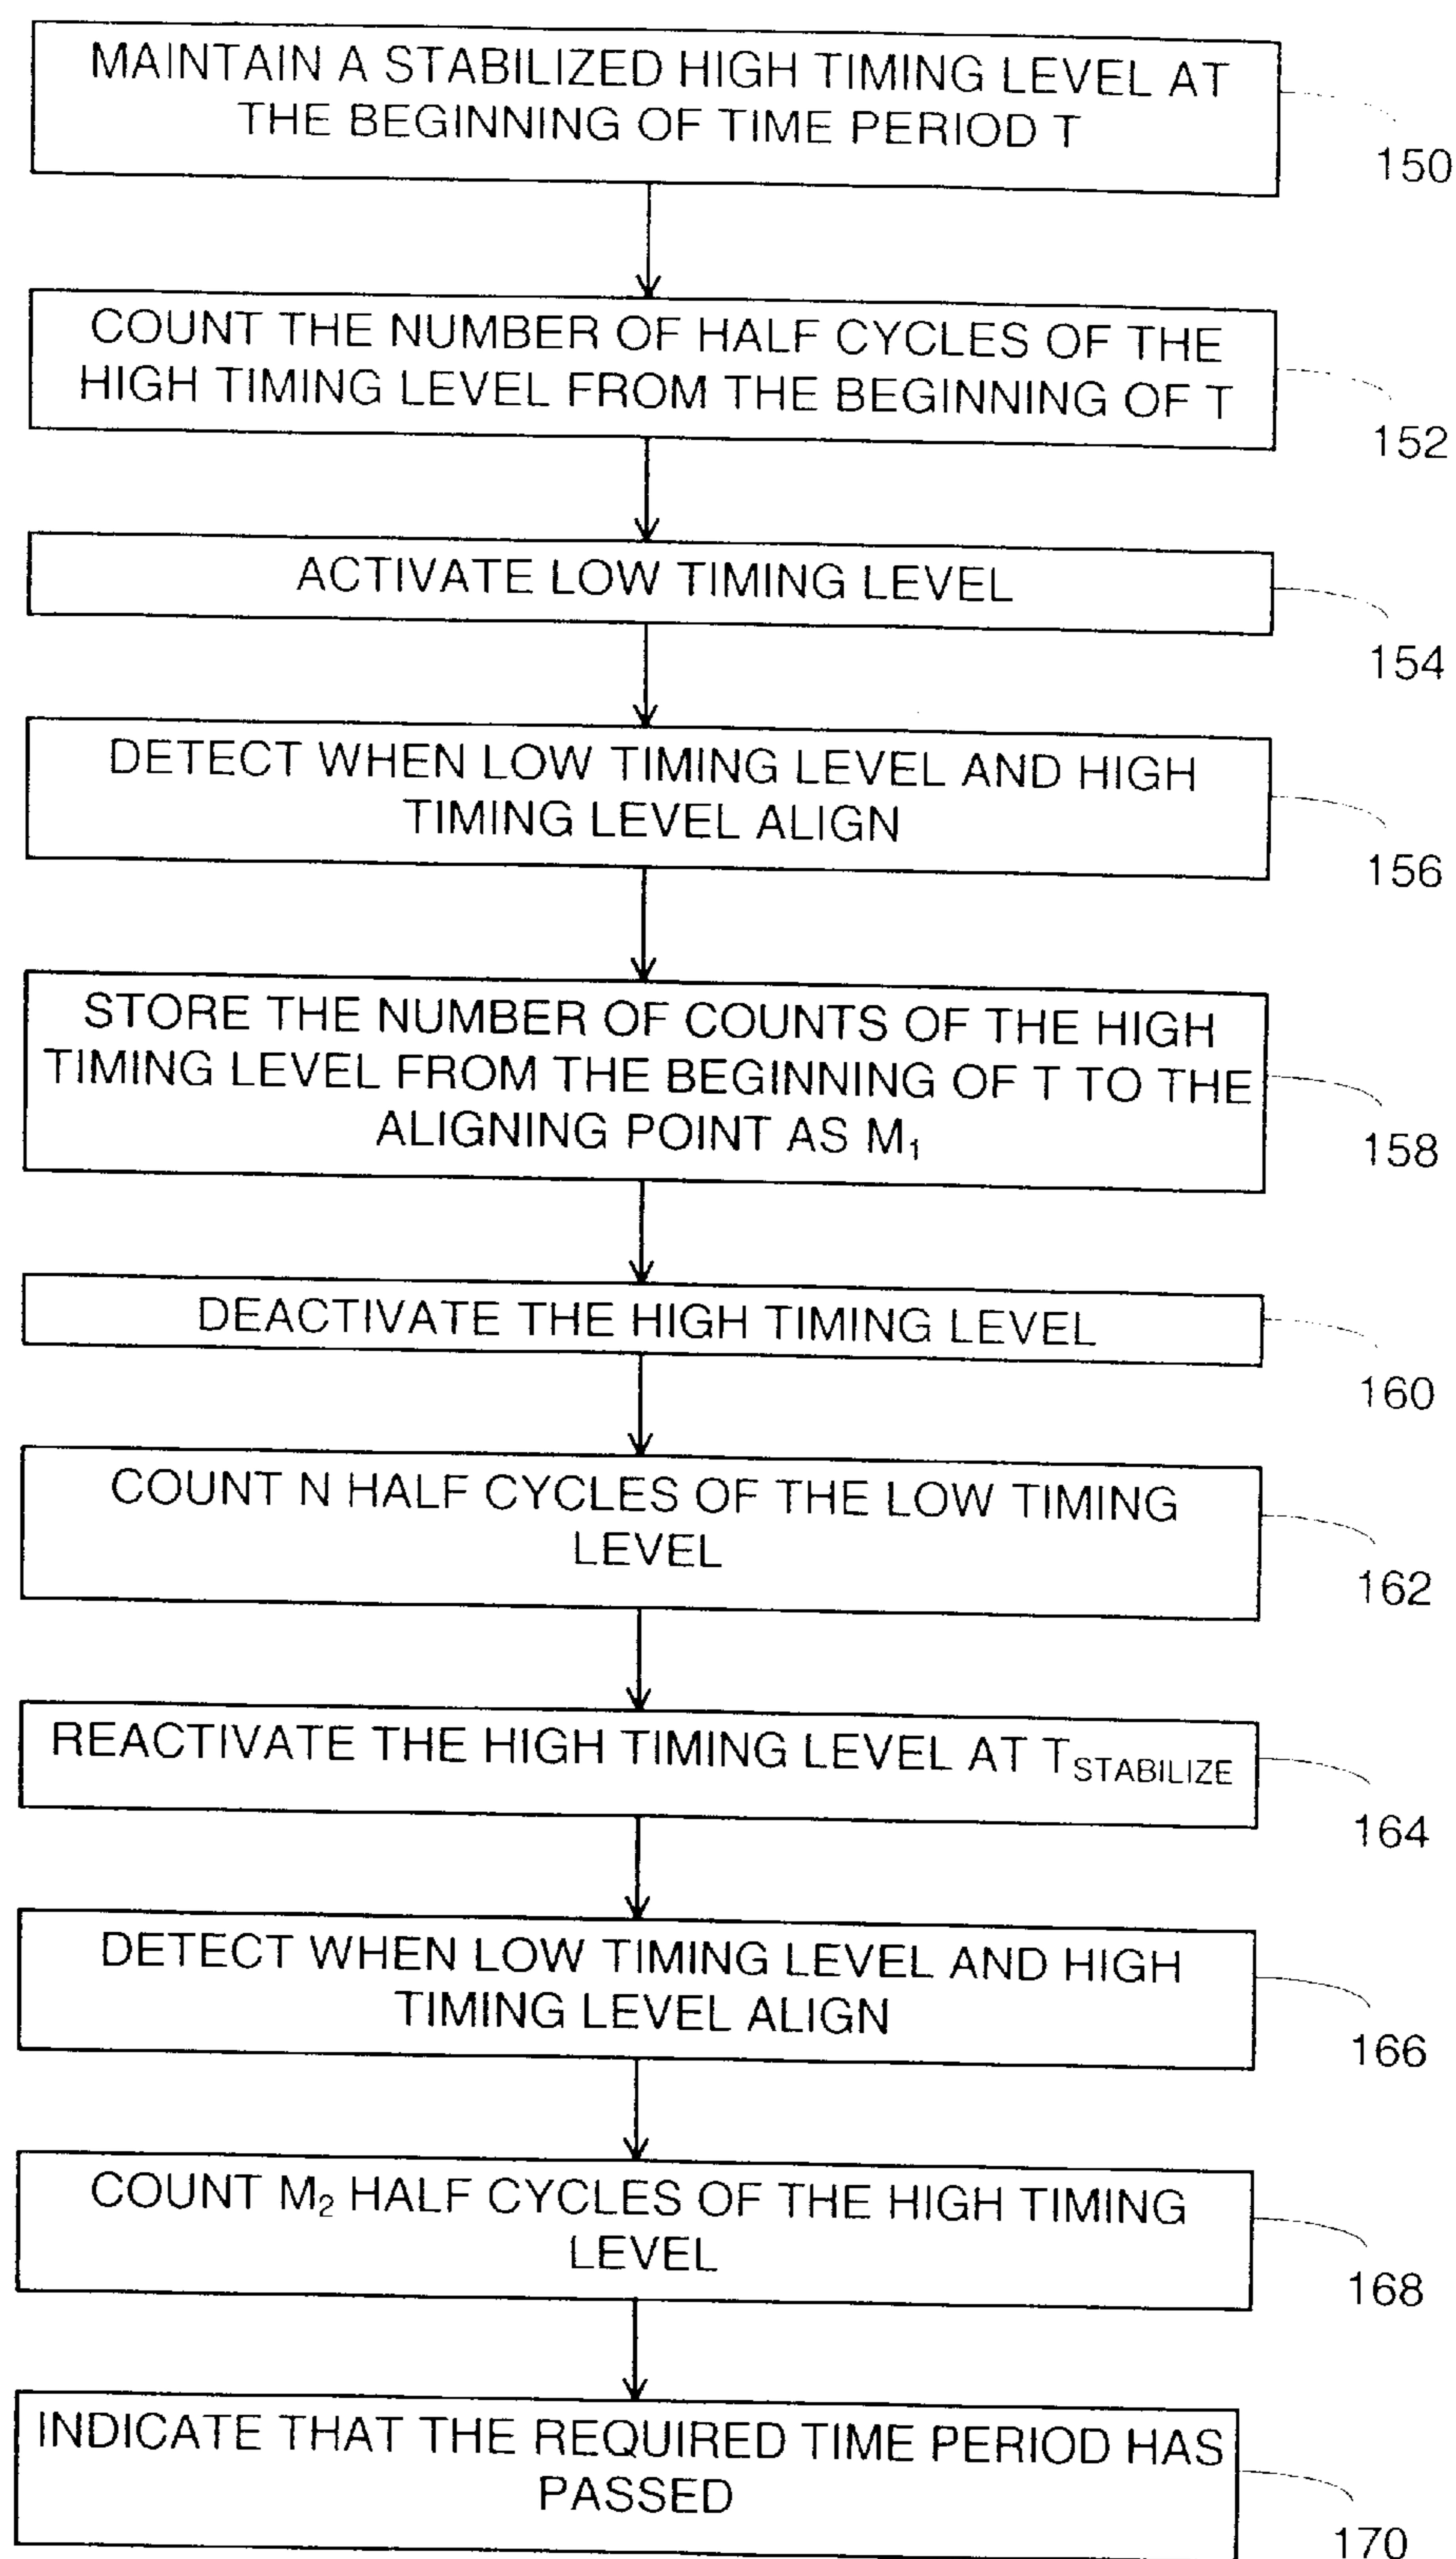 MAINTAIN A STABILIZED HIGH TIMING LEVEL AT
THE BEGINNING OF TIME PERIOD T
150
COUNT THE NUMBER OF HALF CYCLES OF THE
HIGH TIMING LEVEL FROM THE BEGINNING OF T
152
ACTIVATE LOW TIMING LEVEL
154
DETECT WHEN LOW TIMING LEVEL AND HIGH
TIMING LEVEL ALIGN
156
STORE THE NUMBER OF COUNTS OF THE HIGH
TIMING LEVEL FROM THE BEGINNING OF T TO THE
ALIGNING POINT AS M₁
158
DEACTIVATE THE HIGH TIMING LEVEL
160
COUNT N HALF CYCLES OF THE LOW TIMING
LEVEL
162
REACTIVATE THE HIGH TIMING LEVEL AT T STABILIZE
164
DETECT WHEN LOW TIMING LEVEL AND HIGH
TIMING LEVEL ALIGN
166
COUNT M₂ HALF CYCLES OF THE HIGH TIMING
LEVEL
168
INDICATE THAT THE REQUIRED TIME PERIOD HAS
PASSED
170